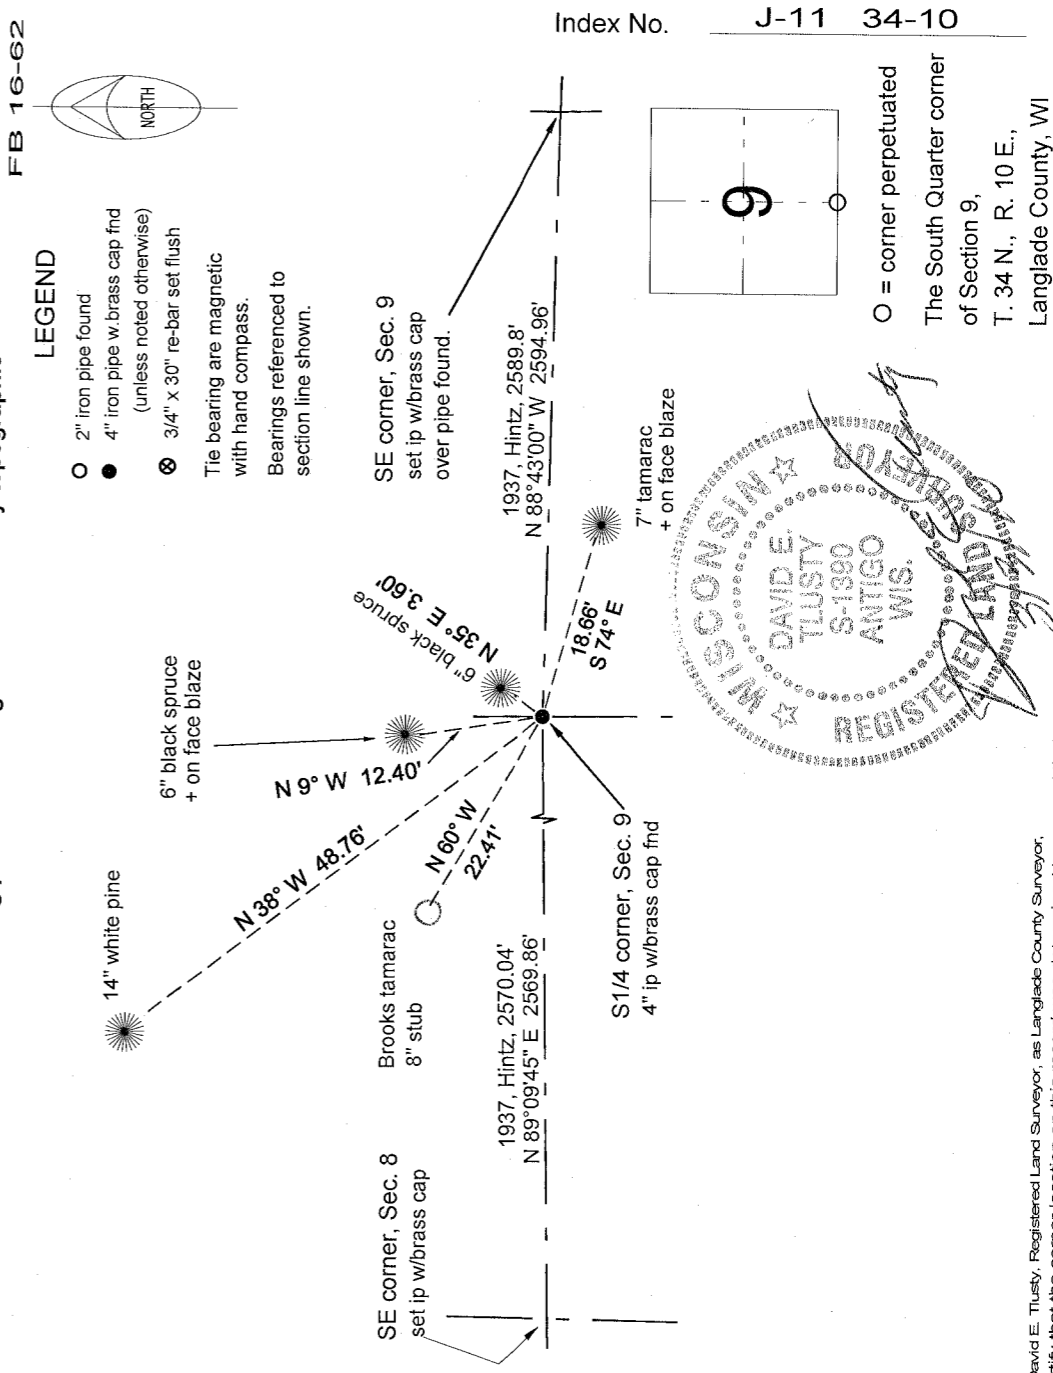 Index No. J-11 34-10
FB 16-62
NORTH
LEGEND
2" iron pipe found
4" iron pipe w.brass cap fnd
(unless noted otherwise)
3/4" x 30" re-bar set flush
Tie bearing are magnetic
with hand compass.
Bearings referenced to
section line shown.
14" white pine
N 38° W 48.76'
6" black spruce
+ on face blaze
N 9° W 12.40'
6" black spruce
N 35° E 3.60'
Brooks tamarac
8" stub
N 60° W
22.41'
18.66'
S 74° E
7" tamarac
+ on face blaze
SE corner, Sec. 8
set ip w/brass cap
1937, Hintz, 2570.04'
N 89°09'45" E 2569.86'
S1/4 corner, Sec. 9
4" ip w/brass cap fnd
1937, Hintz, 2589.8'
N 88°43'00" W 2594.96'
SE corner, Sec. 9
set ip w/brass cap
over pipe found.
9
O = corner perpetuated
The South Quarter corner
of Section 9,
T. 34 N., R. 10 E.,
Langlade County, WI
WISCONSIN
REGISTERED LAND SURVEYOR
DAVID E.
TLUSTY
S-1390
ANTIGO
WIS.
David E. Tlusty, Registered Land Surveyor, as Langlade County Surveyor,